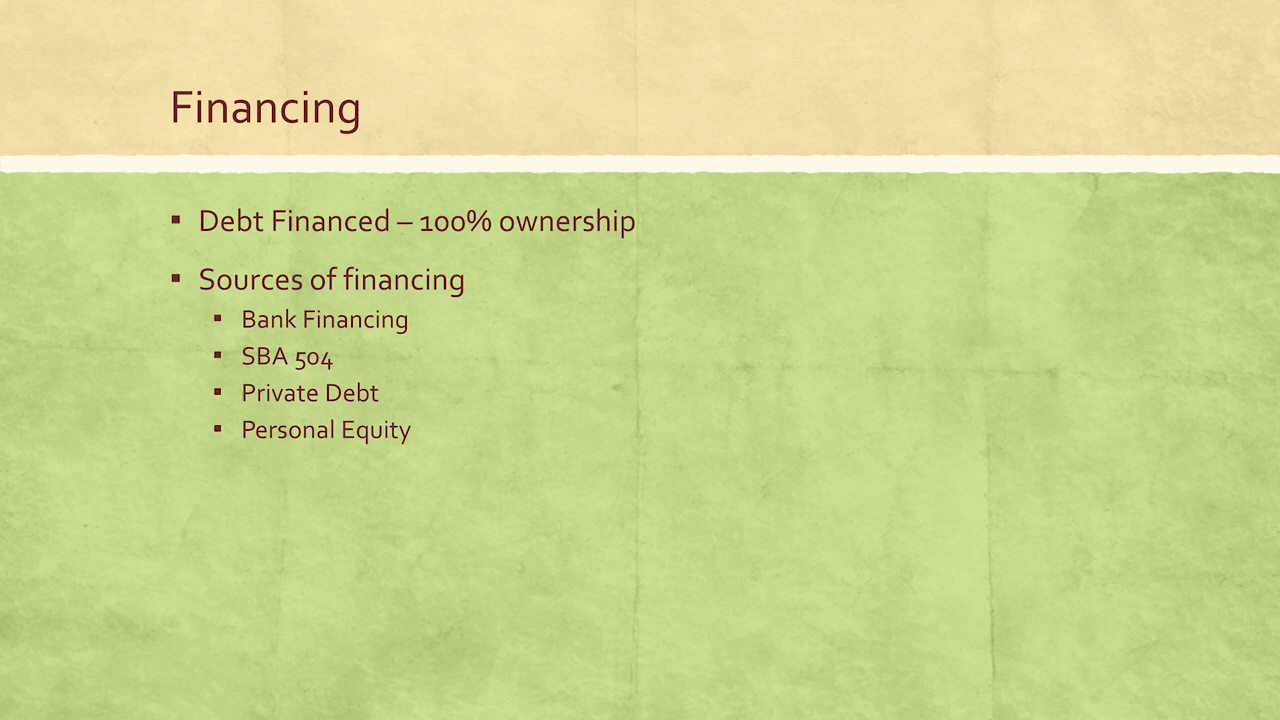 Financing
▪ Debt Financed – 100% ownership
▪ Sources of financing
▪ Bank Financing
▪ SBA 504
▪ Private Debt
▪ Personal Equity